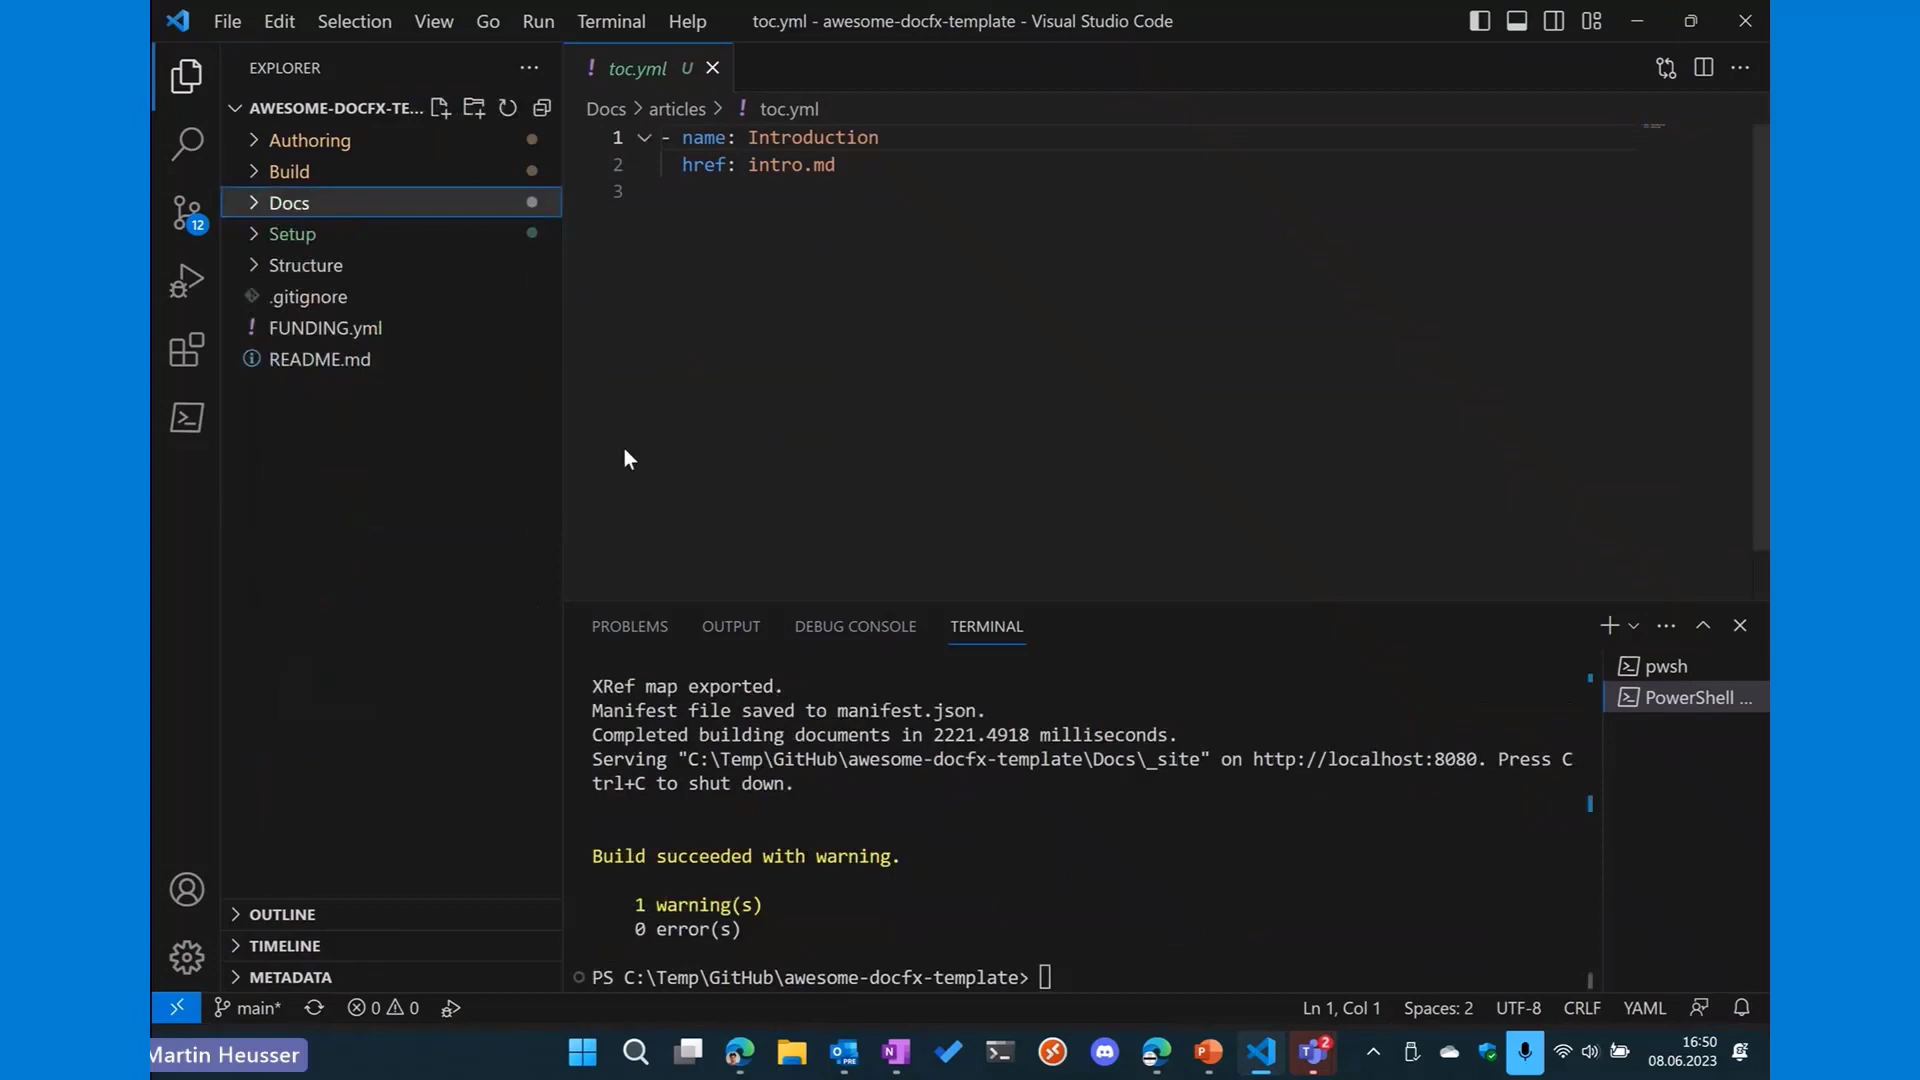 File Edit Selection View Go Run Terminal Help toc.yml - awesome-docfx-template - Visual Studio Code
EXPLORER
AWESOME-DOCFX-TE...
Authoring
Build
Docs
Setup
Structure
.gitignore
! FUNDING.yml
README.md
OUTLINE
TIMELINE
METADATA
! toc.yml U
Docs > articles > ! toc.yml
1 - name: Introduction
2 href: intro.md
3
PROBLEMS OUTPUT DEBUG CONSOLE TERMINAL
pwsh
PowerShell ...
XRef map exported.
Manifest file saved to manifest.json.
Completed building documents in 2221.4918 milliseconds.
Serving "C:\Temp\GitHub\awesome-docfx-template\Docs\_site" on http://localhost:8080. Press C
trl+C to shut down.
Build succeeded with warning.
1 warning(s)
0 error(s)
PS C:\Temp\GitHub\awesome-docfx-template>
12
main* 0 0 Ln 1, Col 1 Spaces: 2 UTF-8 CRLF YAML
Martin Heusser
PRE
2
16:50
08.06.2023